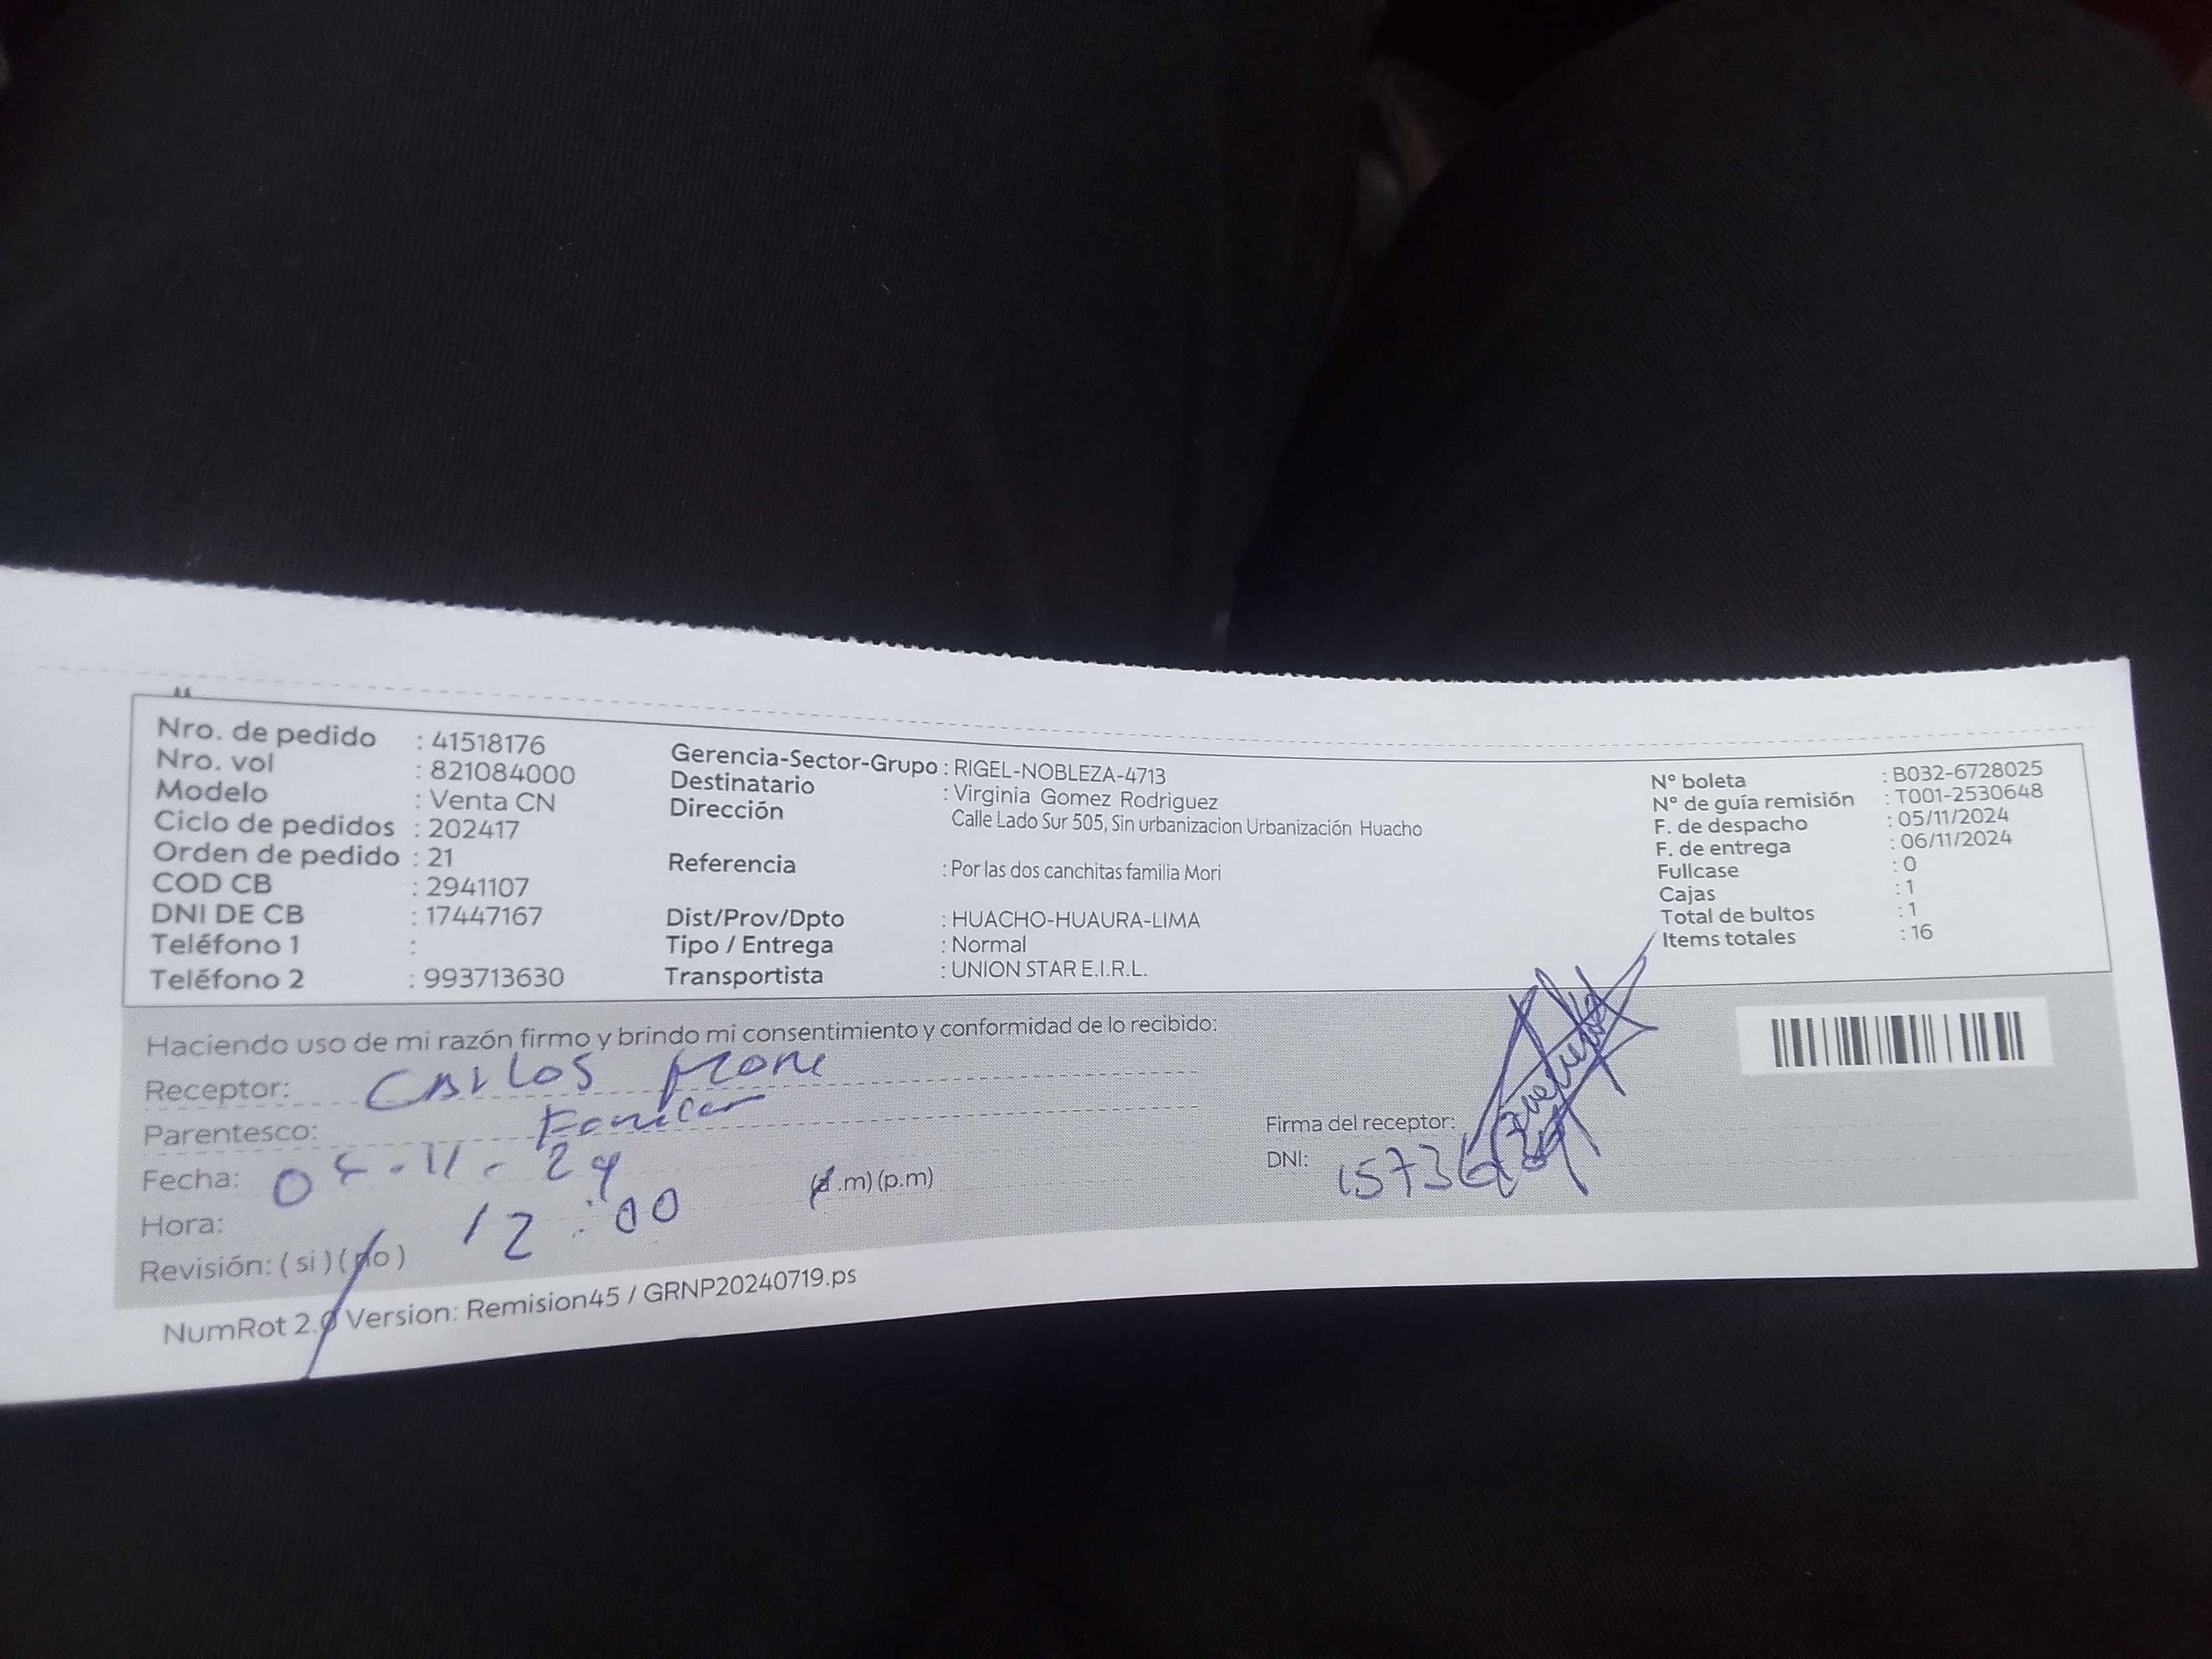 Nro. de pedido : 41518176
Nro. vol : 821084000
Modelo : Venta CN
Ciclo de pedidos : 202417
Orden de pedido : 21
COD CB : 2941107
DNI DE CB : 17447167
Teléfono 1 :
Teléfono 2 : 993713630
Gerencia-Sector-Grupo : RIGEL-NOBLEZA-4713
Destinatario : Virginia Gomez Rodriguez
Dirección Calle Lado Sur 505, Sin urbanizacion Urbanización Huacho
Referencia : Por las dos canchitas familia Mori
Dist/Prov/Dpto : HUACHO-HUAURA-LIMA
Tipo / Entrega : Normal
Transportista : UNION STAR E.I.R.L.
N° boleta : B032-6728025
N° de guía remisión : T001-2530648
F. de despacho : 05/11/2024
F. de entrega : 06/11/2024
Fullcase : 0
Cajas : 1
Total de bultos : 1
Items totales : 16
Haciendo uso de mi razón firmo y brindo mi consentimiento y conformidad de lo recibido:
Receptor: Carlos
Parentesco:
Fecha:
Hora: 12:00 (a.m) (p.m)
Revisión: ( si ) ( no )
Firma del receptor:
DNI:
NumRot 2.0 Version: Remision45 / GRNP20240719.ps